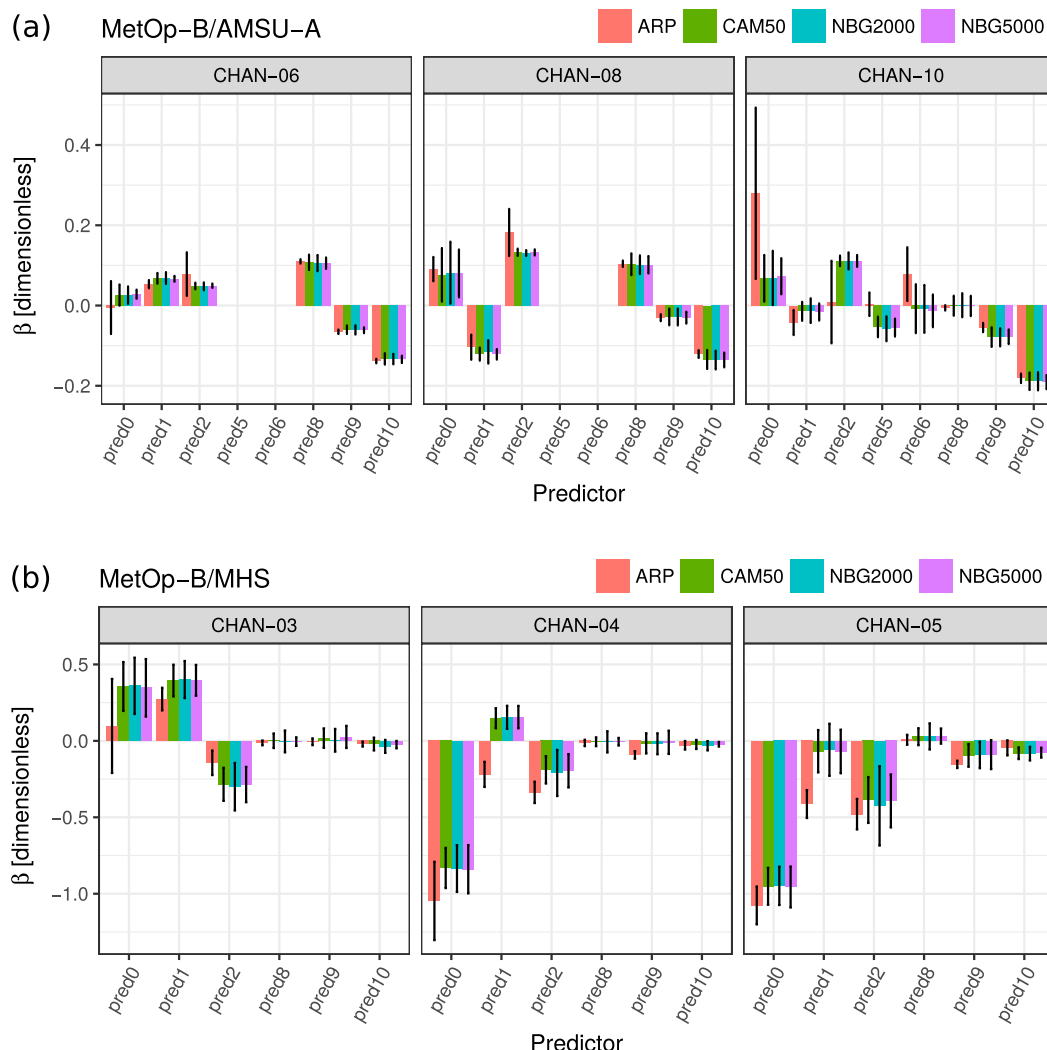 (a) MetOp−B/AMSU−A ARP CAM50 NBG2000 NBG5000
CHAN−06 CHAN−08 CHAN−10
β [dimensionless]
0.4
0.2
0.0
−0.2
pred0 pred1 pred2 pred5 pred6 pred8 pred9 pred10 pred0 pred1 pred2 pred5 pred6 pred8 pred9 pred10 pred0 pred1 pred2 pred5 pred6 pred8 pred9 pred10
Predictor
(b) MetOp−B/MHS ARP CAM50 NBG2000 NBG5000
CHAN−03 CHAN−04 CHAN−05
β [dimensionless]
0.5
0.0
−0.5
−1.0
pred0 pred1 pred2 pred8 pred9 pred10 pred0 pred1 pred2 pred8 pred9 pred10 pred0 pred1 pred2 pred8 pred9 pred10
Predictor